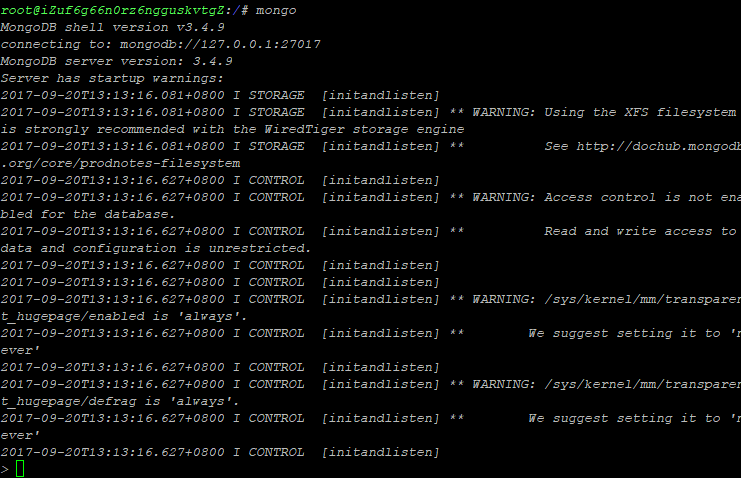 root@iZuf6g66n0rz6ngguskvtgZ:/# mongo
MongoDB shell version v3.4.9
connecting to: mongodb://127.0.0.1:27017
MongoDB server version: 3.4.9
Server has startup warnings:
2017-09-20T13:13:16.081+0800 I STORAGE  [initandlisten]
2017-09-20T13:13:16.081+0800 I STORAGE  [initandlisten] ** WARNING: Using the XFS filesystem
is strongly recommended with the WiredTiger storage engine
2017-09-20T13:13:16.081+0800 I STORAGE  [initandlisten] **          See http://dochub.mongodb
.org/core/prodnotes-filesystem
2017-09-20T13:13:16.627+0800 I CONTROL  [initandlisten]
2017-09-20T13:13:16.627+0800 I CONTROL  [initandlisten] ** WARNING: Access control is not ena
bled for the database.
2017-09-20T13:13:16.627+0800 I CONTROL  [initandlisten] **          Read and write access to
data and configuration is unrestricted.
2017-09-20T13:13:16.627+0800 I CONTROL  [initandlisten]
2017-09-20T13:13:16.627+0800 I CONTROL  [initandlisten]
2017-09-20T13:13:16.627+0800 I CONTROL  [initandlisten] ** WARNING: /sys/kernel/mm/transparen
t_hugepage/enabled is 'always'.
2017-09-20T13:13:16.627+0800 I CONTROL  [initandlisten] **        We suggest setting it to 'n
ever'
2017-09-20T13:13:16.627+0800 I CONTROL  [initandlisten]
2017-09-20T13:13:16.627+0800 I CONTROL  [initandlisten] ** WARNING: /sys/kernel/mm/transparen
t_hugepage/defrag is 'always'.
2017-09-20T13:13:16.627+0800 I CONTROL  [initandlisten] **        We suggest setting it to 'n
ever'
2017-09-20T13:13:16.627+0800 I CONTROL  [initandlisten]
>